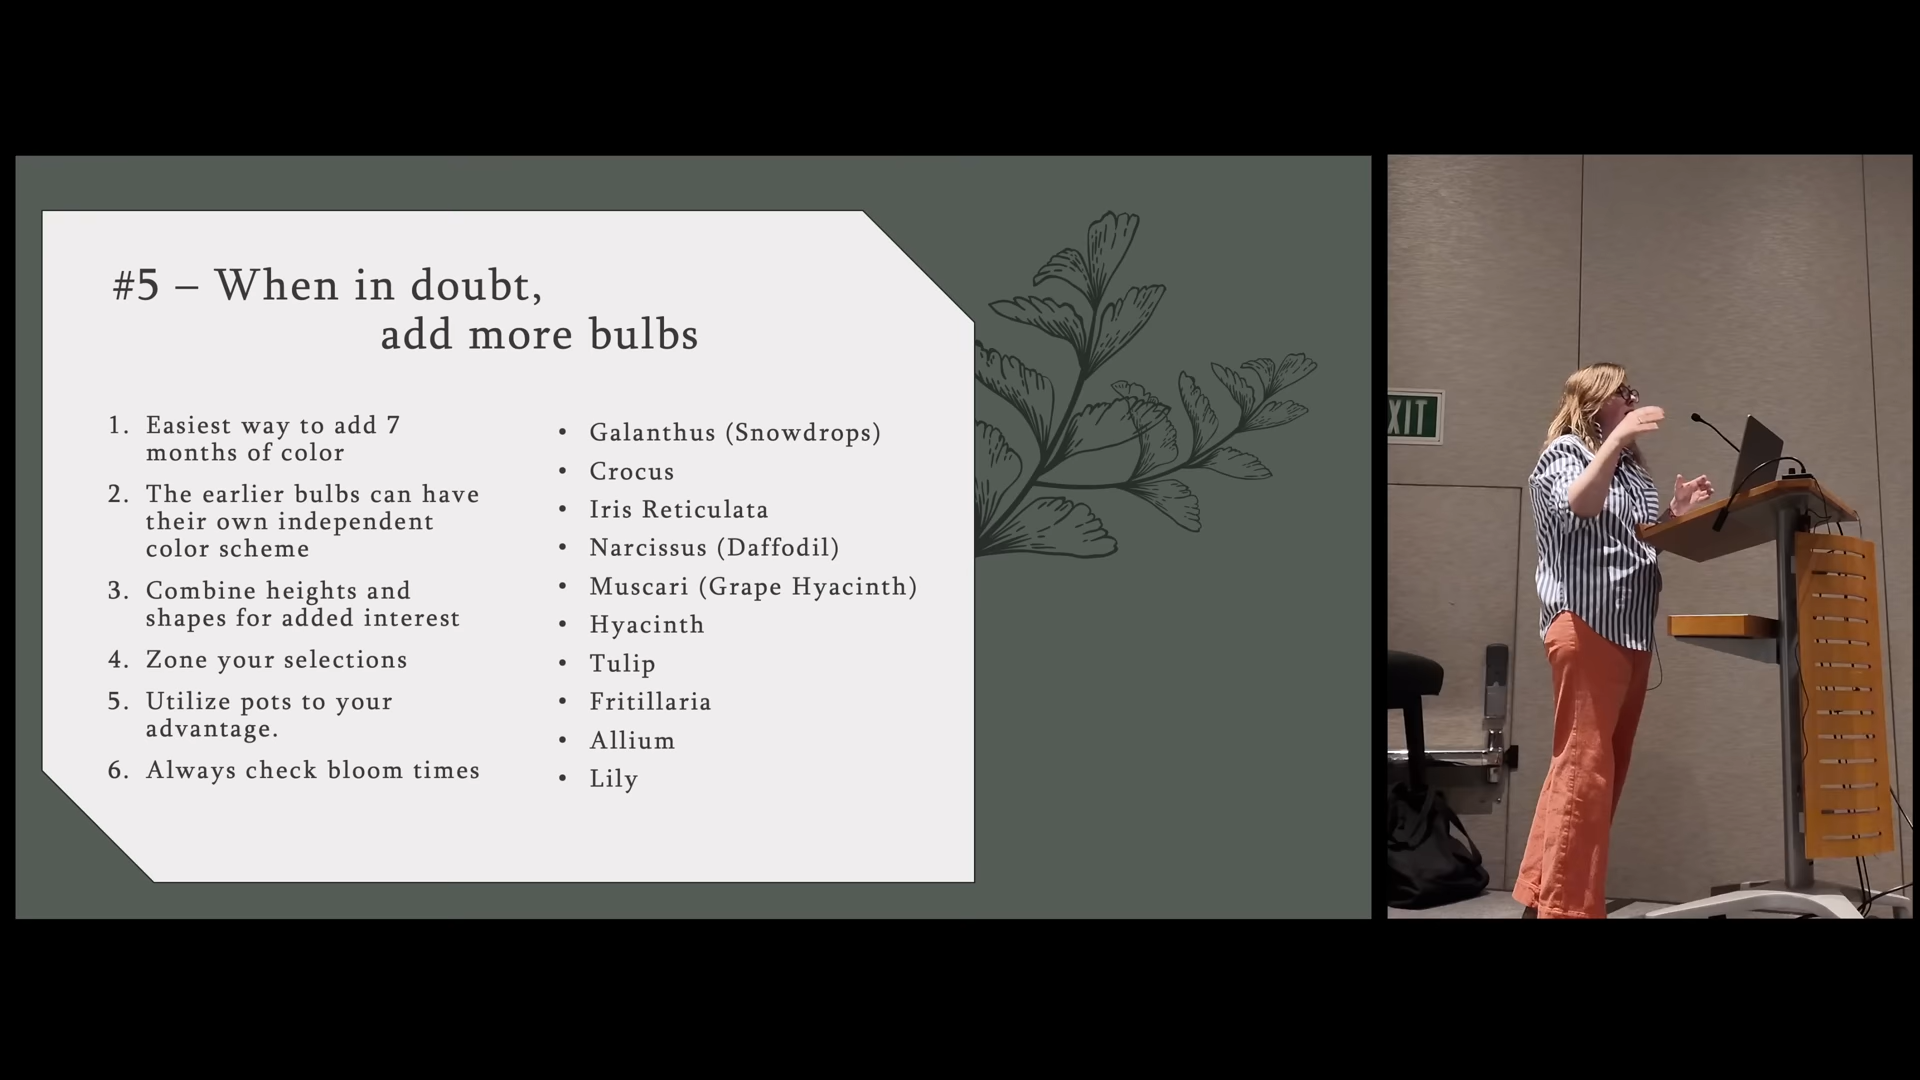 #5 – When in doubt,
add more bulbs
1. Easiest way to add 7
months of color
2. The earlier bulbs can have
their own independent
color scheme
3. Combine heights and
shapes for added interest
4. Zone your selections
5. Utilize pots to your
advantage.
6. Always check bloom times
• Galanthus (Snowdrops)
• Crocus
• Iris Reticulata
• Narcissus (Daffodil)
• Muscari (Grape Hyacinth)
• Hyacinth
• Tulip
• Fritillaria
• Allium
• Lily
XIT